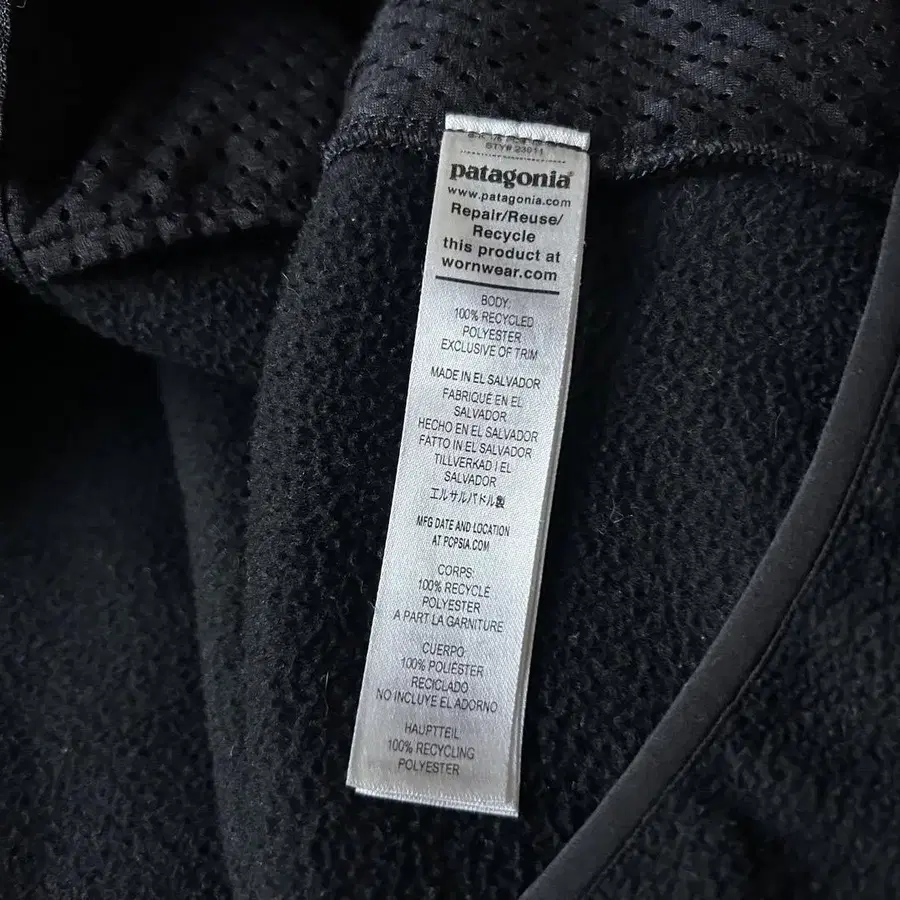 STY# 23011
patagonia®
www.patagonia.com
Repair/Reuse/
Recycle
this product at
wornwear.com
BODY:
100% RECYCLED
POLYESTER
EXCLUSIVE OF TRIM
MADE IN EL SALVADOR
FABRIQUÉ EN EL
SALVADOR
HECHO EN EL SALVADOR
FATTO IN EL SALVADOR
TILLVERKAD I EL
SALVADOR
エルサルバドル製
MFG DATE AND LOCATION
AT PCPSIA.COM
CORPS:
100% RECYCLE
POLYESTER
A PART LA GARNITURE
CUERPO:
100% POLIÉSTER
RECICLADO
NO INCLUYE EL ADORNO
HAUPTTEIL:
100% RECYCLING
POLYESTER